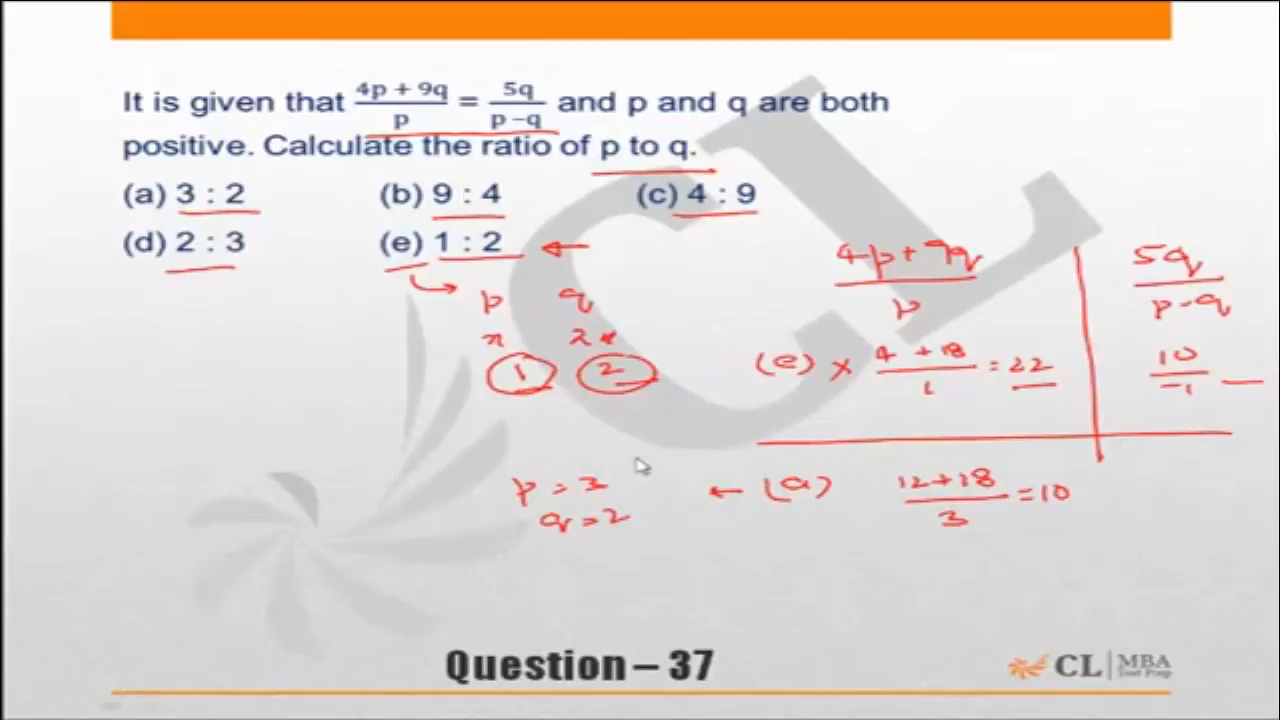 It is given that (4p + 9q)/p = 5q/(p - q) and p and q are both
positive. Calculate the ratio of p to q.
(a) 3 : 2 (b) 9 : 4 (c) 4 : 9
(d) 2 : 3 (e) 1 : 2
4p + 9q
p
5q
p - q
p q
x 2x
1 2
(e) × (4 + 18)/1 = 22
10/-1
p = 3
q = 2
(a) (12 + 18)/3 = 10
Question – 37
CL MBA
Test Prep
CL